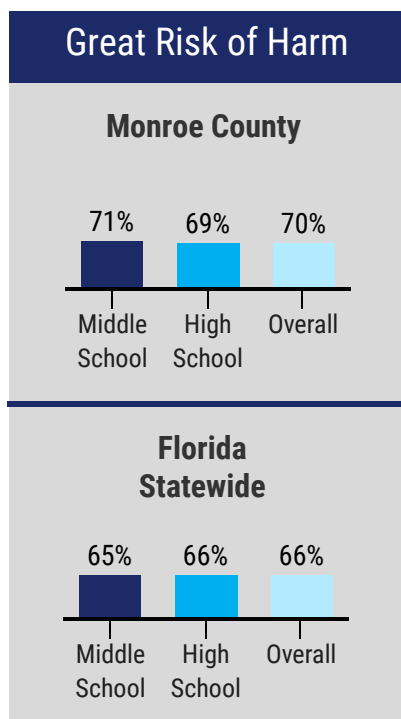 Great Risk of Harm
Monroe County
71% 69% 70%
Middle School High School Overall
Florida
Statewide
65% 66% 66%
Middle School High School Overall